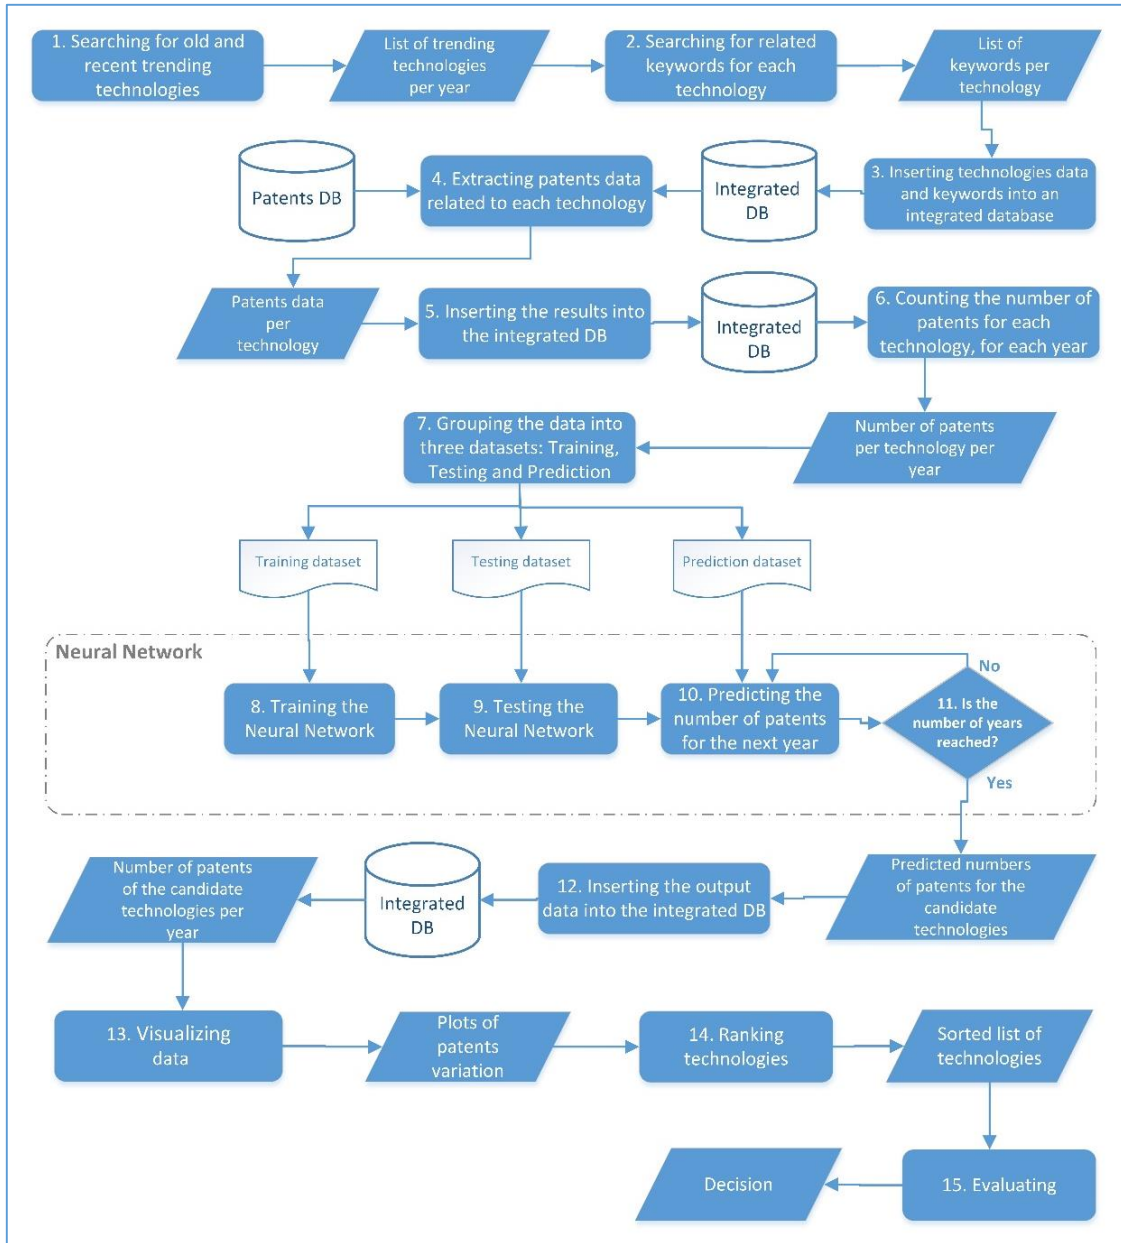 1. Searching for old and
recent trending
technologies
List of trending
technologies
per year
2. Searching for related
keywords for each
technology
List of
keywords per
technology
Patents DB
4. Extracting patents data
related to each technology
Integrated
DB
3. Inserting technologies data
and keywords into an
integrated database
Patents data
per
technology
5. Inserting the results into
the integrated DB
Integrated
DB
6. Counting the number of
patents for each
technology, for each year
7. Grouping the data into
three datasets: Training,
Testing and Prediction
Number of patents
per technology per
year
Training dataset
Testing dataset
Prediction dataset
Neural Network
8. Training the
Neural Network
9. Testing the
Neural Network
10. Predicting the
number of patents
for the next year
No
11. Is the
number of years
reached?
Yes
Number of patents
of the candidate
technologies per
year
Integrated
DB
12. Inserting the output
data into the integrated DB
Predicted numbers
of patents for the
candidate
technologies
13. Visualizing
data
Plots of
patents
variation
14. Ranking
technologies
Sorted list of
technologies
Decision
15. Evaluating